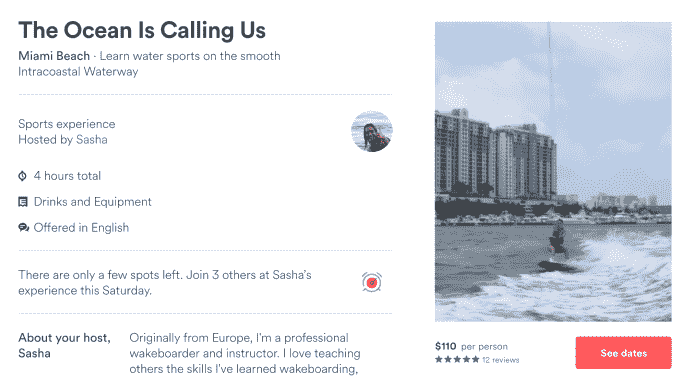 The Ocean Is Calling Us
Miami Beach · Learn water sports on the smooth
Intracoastal Waterway
Sports experience
Hosted by Sasha
4 hours total
Drinks and Equipment
Offered in English
There are only a few spots left. Join 3 others at Sasha's
experience this Saturday.
About your host,
Sasha
Originally from Europe, I'm a professional
wakeboarder and instructor. I love teaching
others the skills I've learned wakeboarding,
$110 per person
12 reviews
See dates